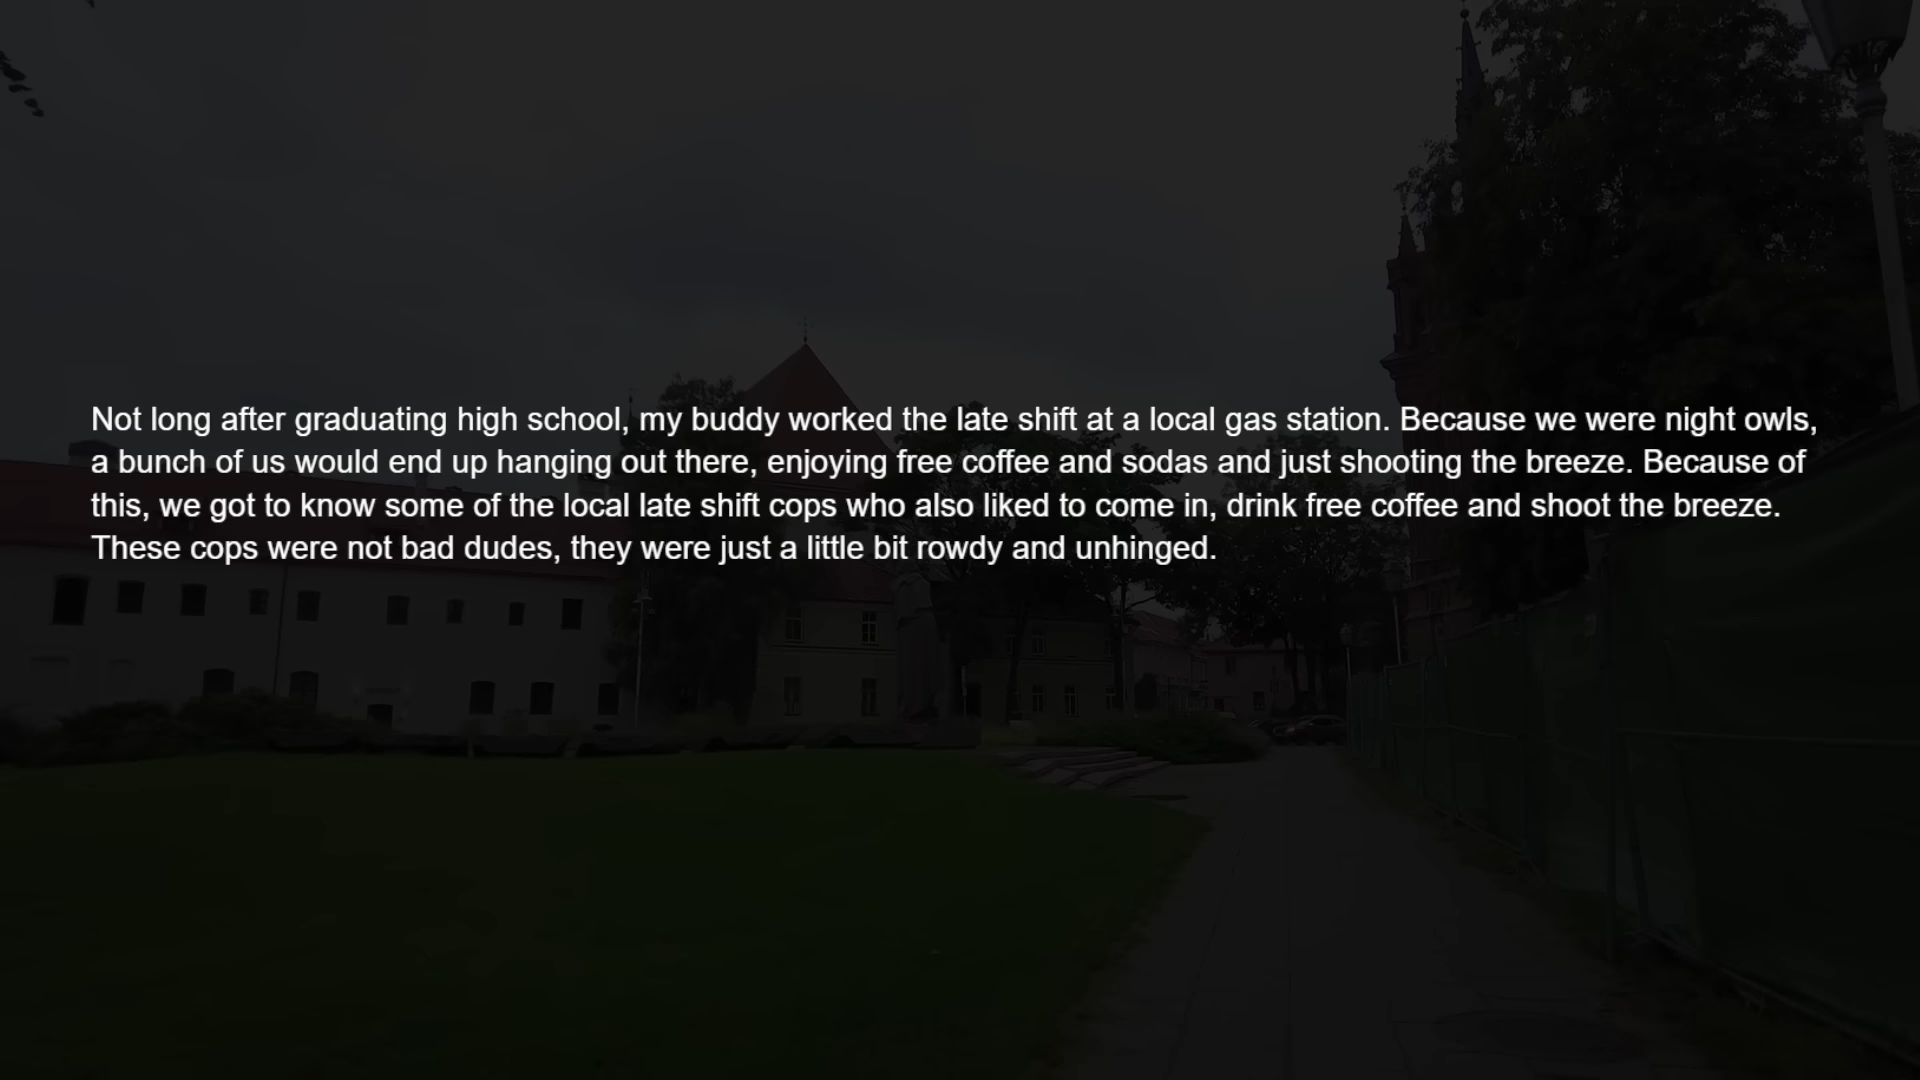 Not long after graduating high school, my buddy worked the late shift at a local gas station. Because we were night owls,
a bunch of us would end up hanging out there, enjoying free coffee and sodas and just shooting the breeze. Because of
this, we got to know some of the local late shift cops who also liked to come in, drink free coffee and shoot the breeze.
These cops were not bad dudes, they were just a little bit rowdy and unhinged.